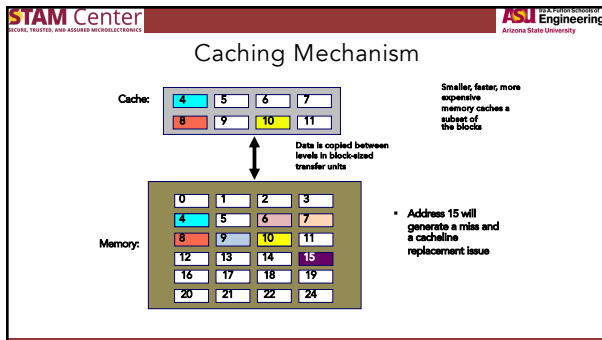 STAM Center
SECURE, TRUSTED, AND ASSURED MICROELECTRONICS
ASU Ira A. Fulton Schools of
Engineering
Arizona State University
Caching Mechanism
Cache:
4 5 6 7
8 9 10 11
Smaller, faster, more
expensive
memory caches a
subset of
the blocks
Data is copied between
levels in block-sized
transfer units
Memory:
0 1 2 3
4 5 6 7
8 9 10 11
12 13 14 15
16 17 18 19
20 21 22 24
▪ Address 15 will
generate a miss and
a cacheline
replacement issue